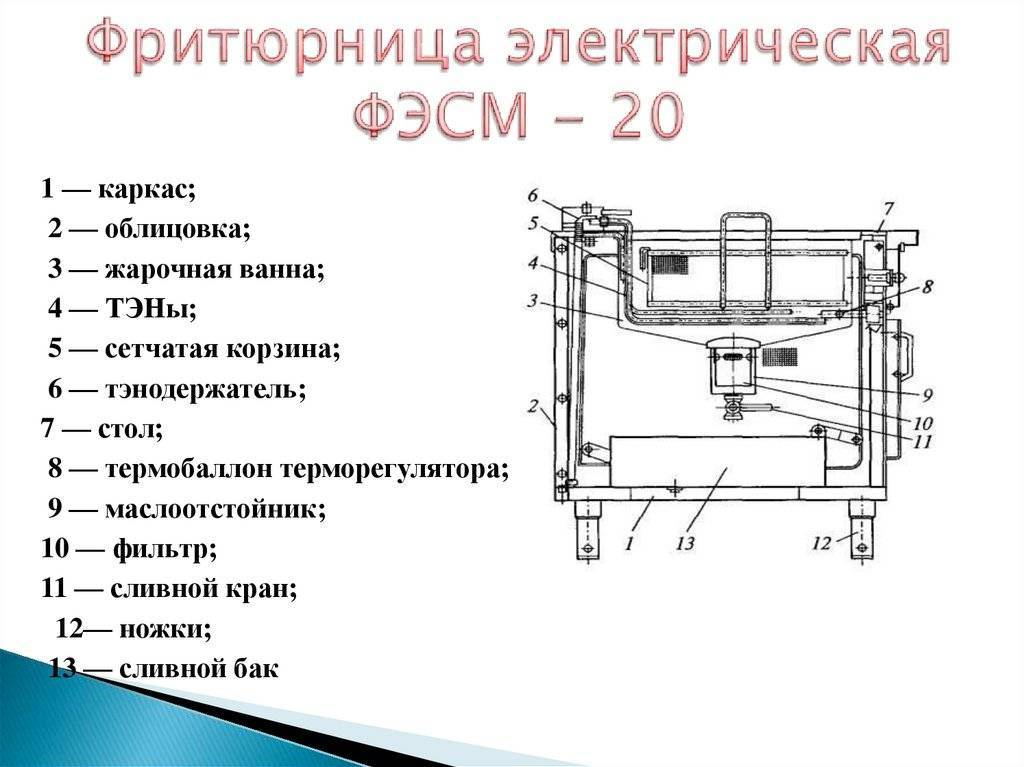 Фритюрница электрическая
ФЭСМ – 20
1 — каркас;
2 — облицовка;
3 — жарочная ванна;
4 — ТЭНы;
5 — сетчатая корзина;
6 — тэнодержатель;
7 — стол;
8 — термобаллон терморегулятора;
9 — маслоотстойник;
10 — фильтр;
11 — сливной кран;
12— ножки;
13 — сливной бак
6
7
5
4
8
3
9
2
10
11
1
13
12